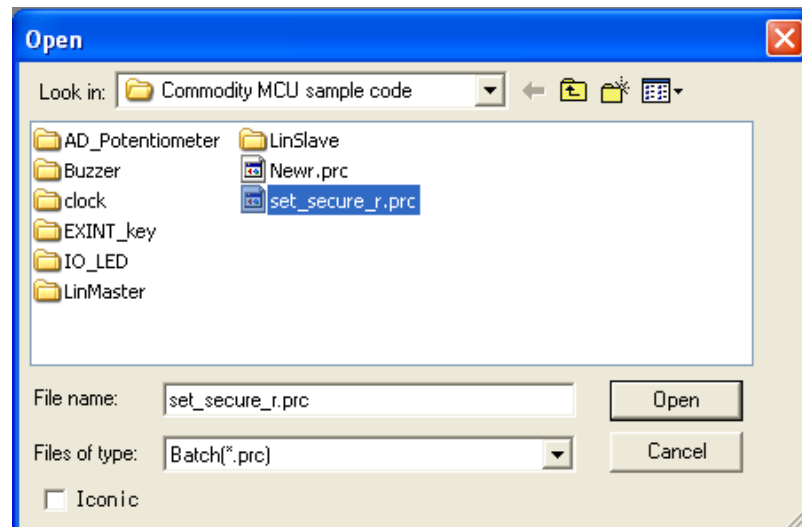 Open
Look in: Commodity MCU sample code
AD_Potentiometer
Buzzer
clock
EXINT_key
IO_LED
LinMaster
LinSlave
Newr.prc
set_secure_r.prc
File name: set_secure_r.prc Open
Files of type: Batch(*.prc) Cancel
Iconic